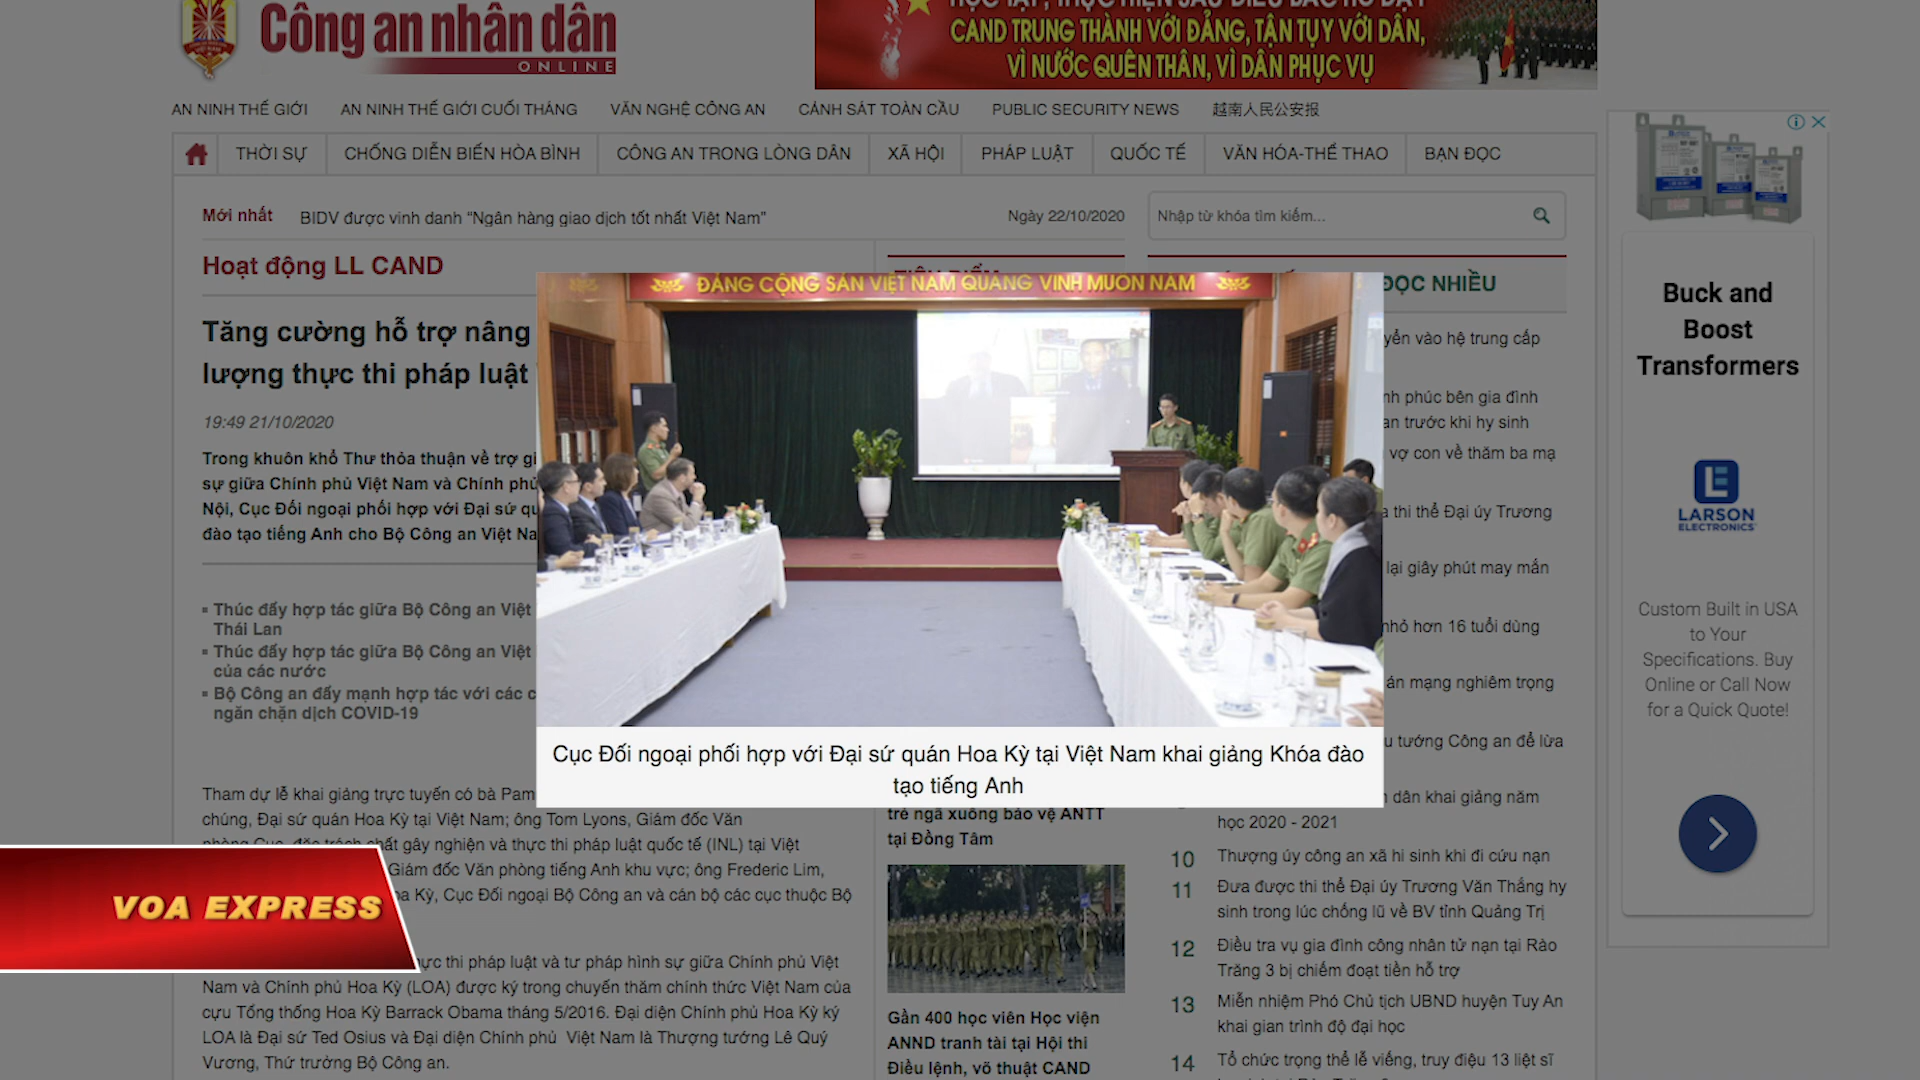 Công an nhân dân
ONLINE
CAND TRUNG THÀNH VỚI ĐẢNG, TẬN TỤY VỚI DÂN,
VÌ NƯỚC QUÊN THÂN, VÌ DÂN PHỤC VỤ
AN NINH THẾ GIỚI AN NINH THẾ GIỚI CUỐI THÁNG VĂN NGHỆ CÔNG AN CẢNH SÁT TOÀN CẦU PUBLIC SECURITY NEWS 越南人民公安报
THỜI SỰ CHỐNG DIỄN BIẾN HÒA BÌNH CÔNG AN TRONG LÒNG DÂN XÃ HỘI PHÁP LUẬT QUỐC TẾ VĂN HÓA-THỂ THAO BẠN ĐỌC
Mới nhất BIDV được vinh danh “Ngân hàng giao dịch tốt nhất Việt Nam” Ngày 22/10/2020 Nhập từ khóa tìm kiếm...
Hoạt động LL CAND
Tăng cường hỗ trợ nâng
lượng thực thi pháp luật
19:49 21/10/2020
Trong khuôn khổ Thư thỏa thuận về trợ gi
sự giữa Chính phủ Việt Nam và Chính phủ
Nội, Cục Đối ngoại phối hợp với Đại sứ qu
đào tạo tiếng Anh cho Bộ Công an Việt Na
Thúc đẩy hợp tác giữa Bộ Công an Việt
Thái Lan
Thúc đẩy hợp tác giữa Bộ Công an Việt
của các nước
Bộ Công an đẩy mạnh hợp tác với các c
ngăn chặn dịch COVID-19
Tham dự lễ khai giảng trực tuyến có bà Pam
chúng, Đại sứ quán Hoa Kỳ tại Việt Nam; ông Tom Lyons, Giám đốc Văn
phòng Cục đặc trách chất gây nghiện và thực thi pháp luật quốc tế (INL) tại Việt
Giám đốc Văn phòng tiếng Anh khu vực; ông Frederic Lim,
oa Kỳ, Cục Đối ngoại Bộ Công an và cán bộ các cục thuộc Bộ
ực thi pháp luật và tư pháp hình sự giữa Chính phủ Việt
Nam và Chính phủ Hoa Kỳ (LOA) được ký trong chuyến thăm chính thức Việt Nam của
cựu Tổng thống Hoa Kỳ Barrack Obama tháng 5/2016. Đại diện Chính phủ Hoa Kỳ ký
LOA là Đại sứ Ted Osius và Đại diện Chính phủ Việt Nam là Thượng tướng Lê Quý
Vương, Thứ trưởng Bộ Công an.
VOA EXPRESS
ĐẢNG CỘNG SẢN VIỆT NAM QUANG VINH MUÔN NĂM
Cục Đối ngoại phối hợp với Đại sứ quán Hoa Kỳ tại Việt Nam khai giảng Khóa đào
tạo tiếng Anh
trẻ ngã xuống bảo vệ ANTT
tại Đồng Tâm
Gần 400 học viên Học viện
ANND tranh tài tại Hội thi
Điều lệnh, võ thuật CAND
ĐỌC NHIỀU
yển vào hệ trung cấp
nh phúc bên gia đình
an trước khi hy sinh
vợ con về thăm ba mạ
a thi thể Đại úy Trương
lại giây phút may mắn
nhỏ hơn 16 tuổi dùng
án mạng nghiêm trọng
u tướng Công an để lừa
n dân khai giảng năm
học 2020 - 2021
10 Thượng úy công an xã hi sinh khi đi cứu nạn
11 Đưa được thi thể Đại úy Trương Văn Thắng hy
sinh trong lúc chống lũ về BV tỉnh Quảng Trị
12 Điều tra vụ gia đình công nhân tử nạn tại Rào
Trăng 3 bị chiếm đoạt tiền hỗ trợ
13 Miễn nhiệm Phó Chủ tịch UBND huyện Tuy An
khai gian trình độ đại học
14 Tổ chức trọng thể lễ viếng, truy điệu 13 liệt sĩ
Buck and
Boost
Transformers
LARSON
ELECTRONICS
Custom Built in USA
to Your
Specifications. Buy
Online or Call Now
for a Quick Quote!